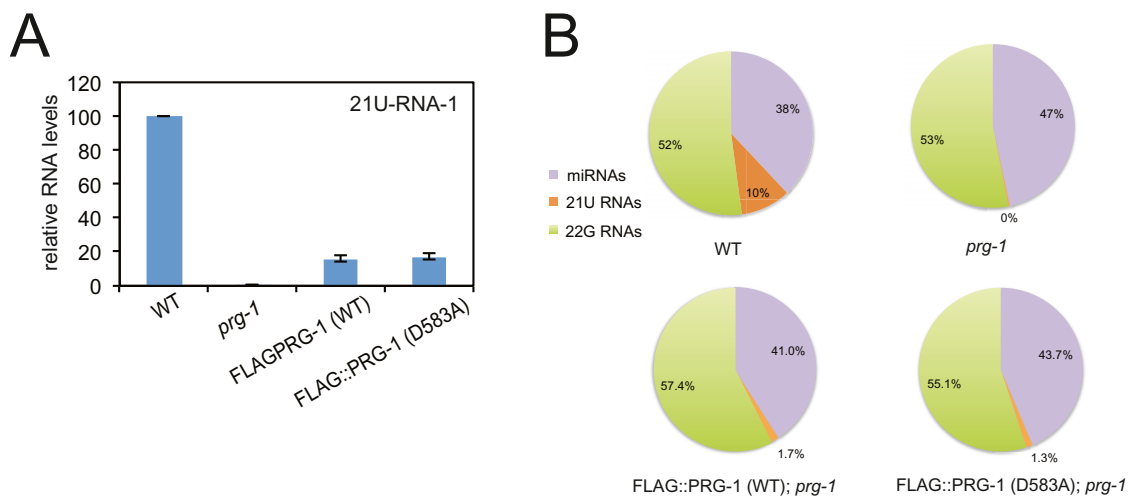 A
120
100
80
60
40
20
0
relative RNA levels
21U-RNA-1
WT
prg-1
FLAGPRG-1 (WT)
FLAG::PRG-1 (D583A)
B
miRNAs
21U RNAs
22G RNAs
38%
52%
10%
WT
47%
53%
0%
prg-1
41.0%
57.4%
1.7%
FLAG::PRG-1 (WT); prg-1
43.7%
55.1%
1.3%
FLAG::PRG-1 (D583A); prg-1